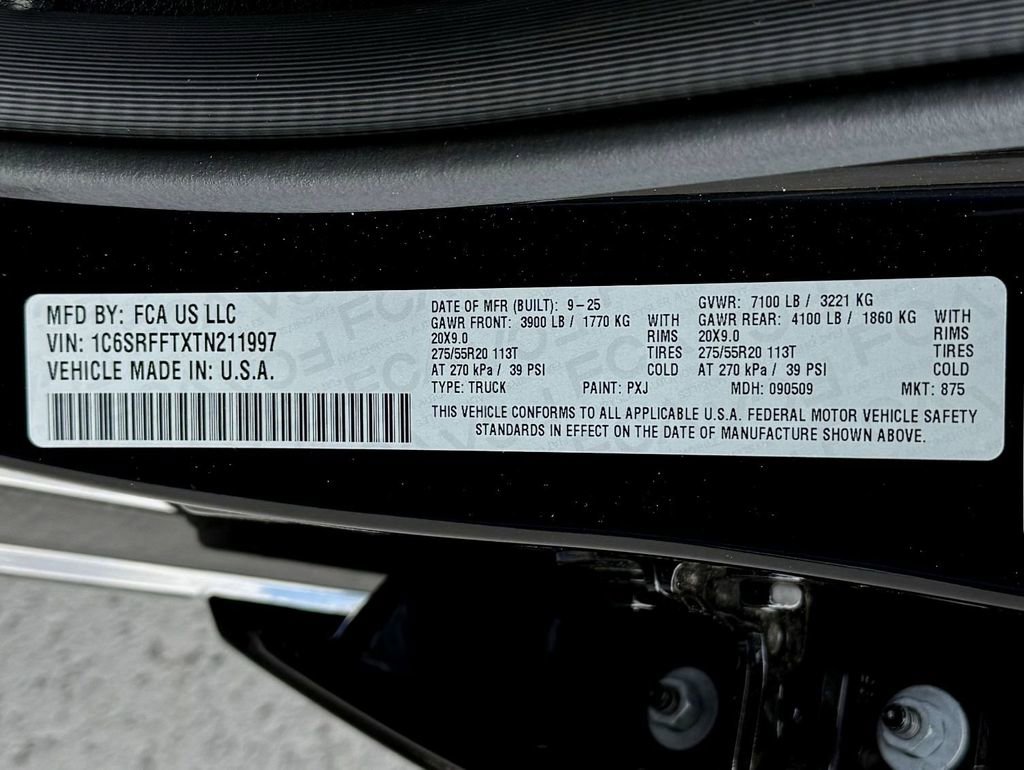 MFD BY: FCA US LLC
VIN: 1C6SRFFTXTN211997
VEHICLE MADE IN: U.S.A.
DATE OF MFR (BUILT): 9-25
GAWR FRONT: 3900 LB / 1770 KG WITH
20X9.0 RIMS
275/55R20 113T TIRES
AT 270 kPa / 39 PSI COLD
TYPE: TRUCK PAINT: PXJ
GVWR: 7100 LB / 3221 KG
GAWR REAR: 4100 LB / 1860 KG WITH
20X9.0 RIMS
275/55R20 113T TIRES
AT 270 kPa / 39 PSI COLD
MDH: 090509 MKT: 875
THIS VEHICLE CONFORMS TO ALL APPLICABLE U.S.A. FEDERAL MOTOR VEHICLE SAFETY
STANDARDS IN EFFECT ON THE DATE OF MANUFACTURE SHOWN ABOVE.